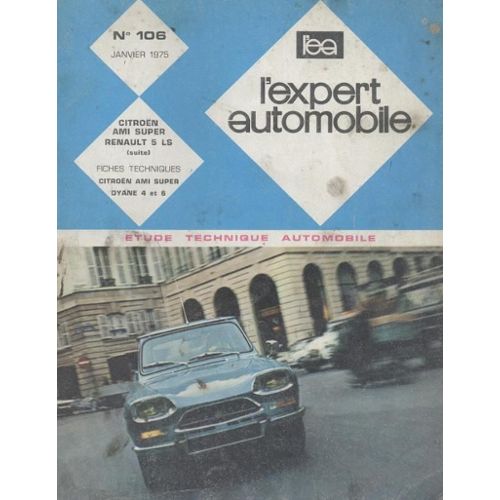 N° 106
JANVIER 1975
l'ea
l'expert
automobile
CITROËN
AMI SUPER
RENAULT 5 LS
(suite)
FICHES TECHNIQUES
CITROËN AMI SUPER
DYANE 4 et 6
ETUDE TECHNIQUE AUTOMOBILE